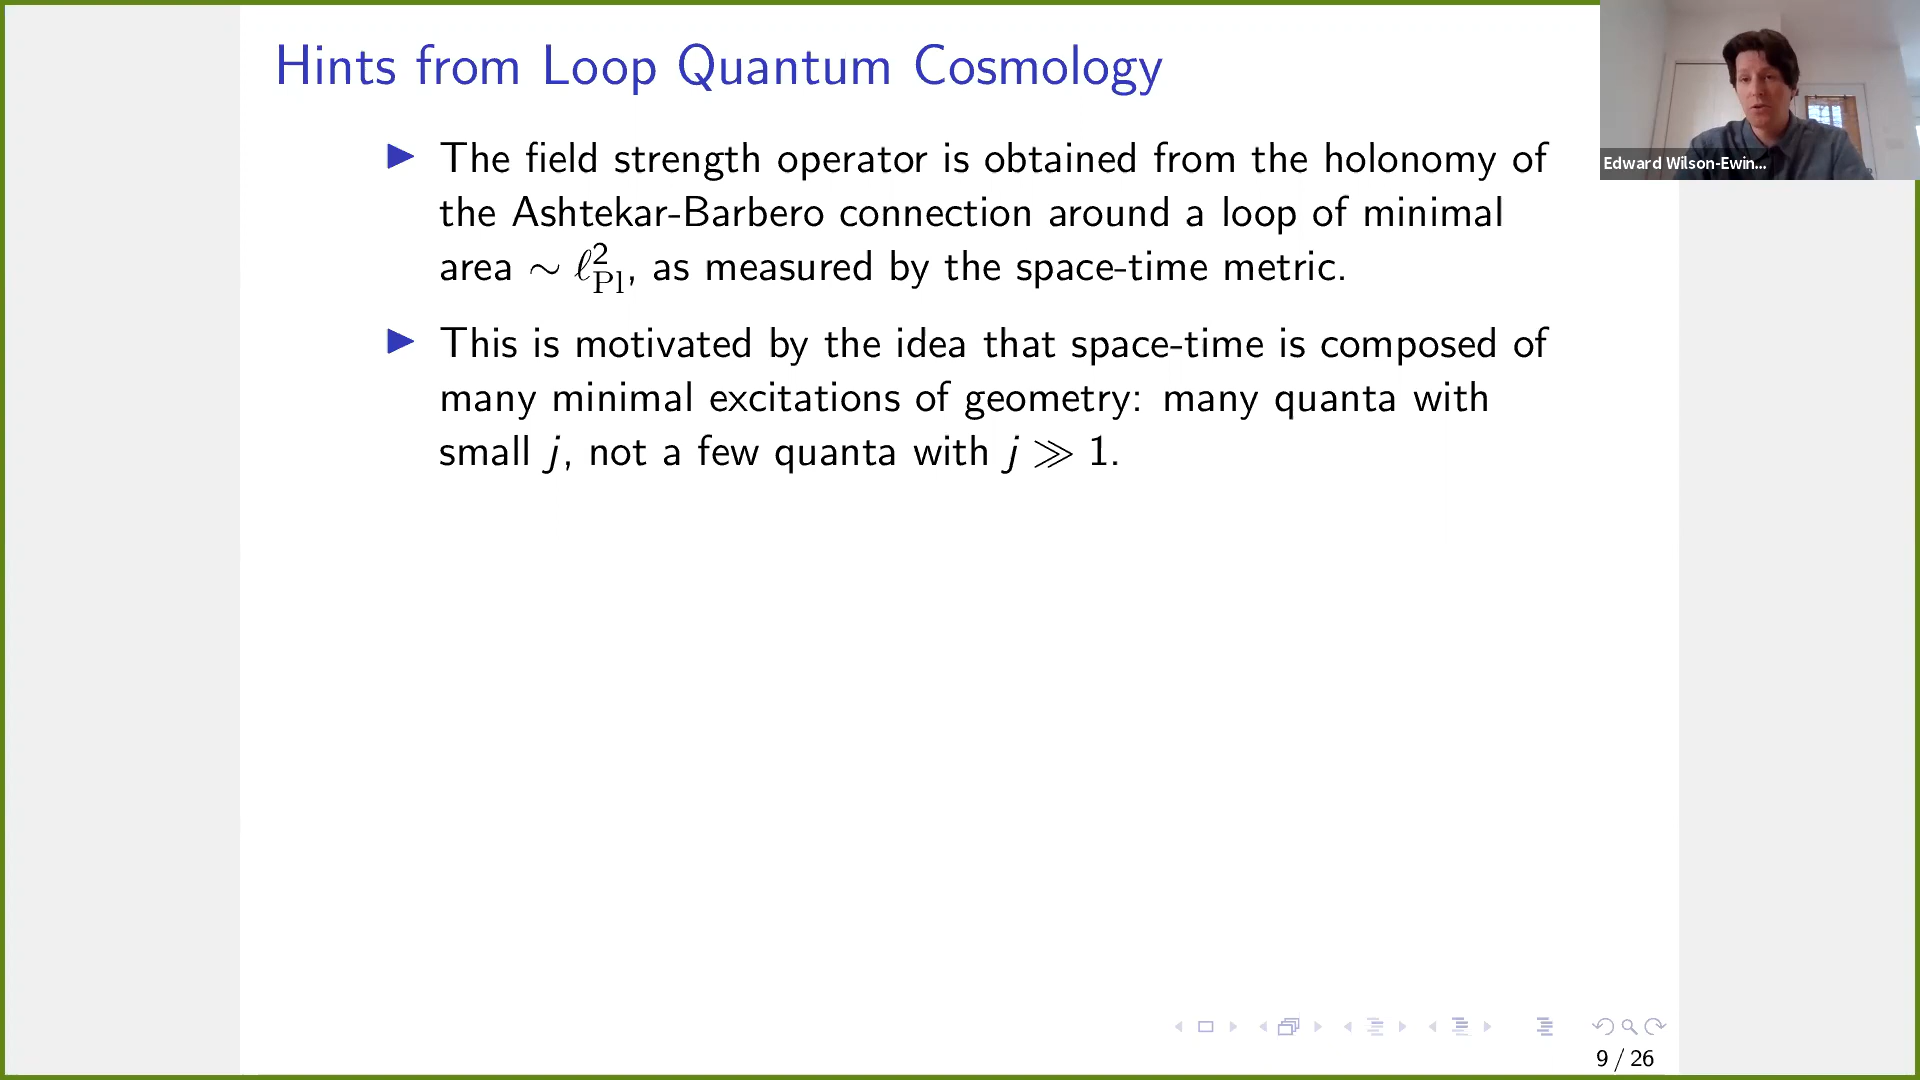 Hints from Loop Quantum Cosmology
▶ The field strength operator is obtained from the holonomy of
the Ashtekar-Barbero connection around a loop of minimal
area ∼ ℓ²_Pl, as measured by the space-time metric.
▶ This is motivated by the idea that space-time is composed of
many minimal excitations of geometry: many quanta with
small j, not a few quanta with j ≫ 1.
Edward Wilson-Ewin...
9 / 26